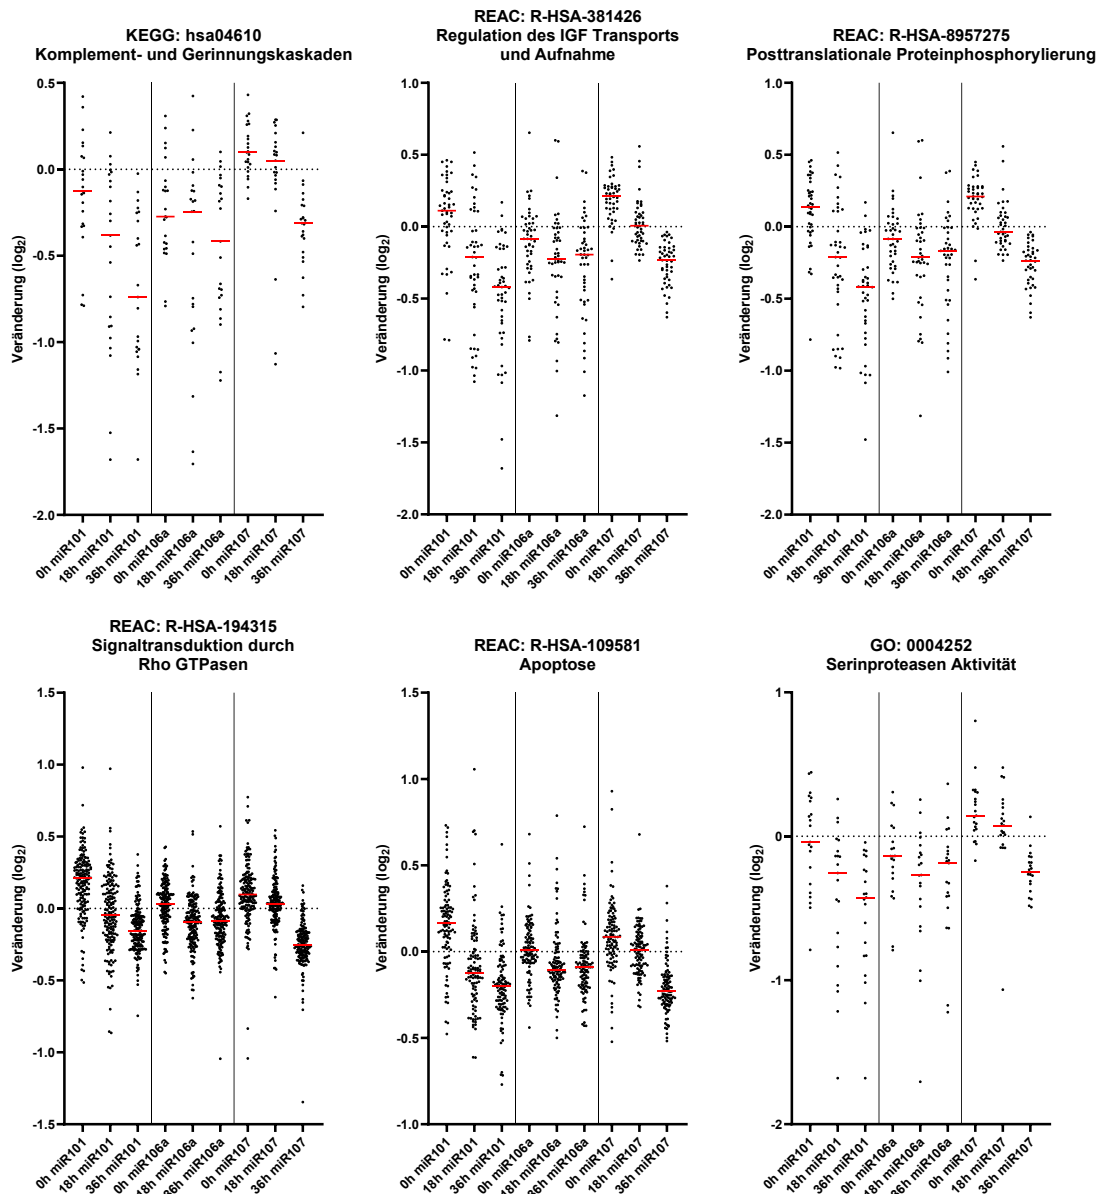 KEGG: hsa04610
Komplement- und Gerinnungskaskaden
Veränderung (log2)
0.5
0.0
-0.5
-1.0
-1.5
-2.0
0h miR101
18h miR101
36h miR101
0h miR106a
18h miR106a
36h miR106a
0h miR107
18h miR107
36h miR107
REAC: R-HSA-381426
Regulation des IGF Transports
und Aufnahme
Veränderung (log2)
1.0
0.5
0.0
-0.5
-1.0
-1.5
-2.0
0h miR101
18h miR101
36h miR101
0h miR106a
18h miR106a
36h miR106a
0h miR107
18h miR107
36h miR107
REAC: R-HSA-8957275
Posttranslationale Proteinphosphorylierung
Veränderung (log2)
1.0
0.5
0.0
-0.5
-1.0
-1.5
-2.0
0h miR101
18h miR101
36h miR101
0h miR106a
18h miR106a
36h miR106a
0h miR107
18h miR107
36h miR107
REAC: R-HSA-194315
Signaltransduktion durch
Rho GTPasen
Veränderung (log2)
1.5
1.0
0.5
0.0
-0.5
-1.0
-1.5
0h miR101
18h miR101
36h miR101
0h miR106a
18h miR106a
36h miR106a
0h miR107
18h miR107
36h miR107
REAC: R-HSA-109581
Apoptose
Veränderung (log2)
1.5
1.0
0.5
0.0
-0.5
-1.0
0h miR101
18h miR101
36h miR101
0h miR106a
18h miR106a
36h miR106a
0h miR107
18h miR107
36h miR107
GO: 0004252
Serinproteasen Aktivität
Veränderung (log2)
1
0
-1
-2
0h miR101
18h miR101
36h miR101
0h miR106a
18h miR106a
36h miR106a
0h miR107
18h miR107
36h miR107